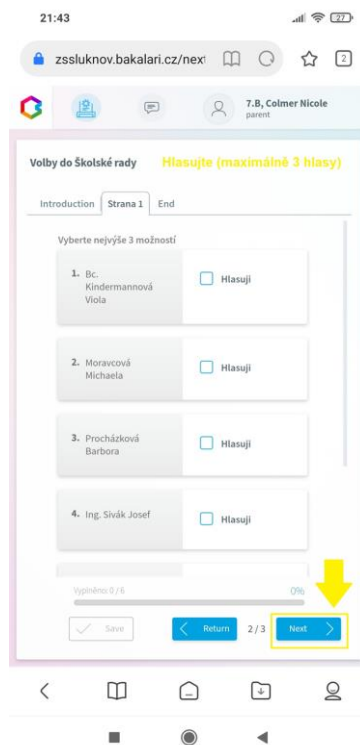 21:43
27
zssluknov.bakalari.cz/next
2
7.B, Colmer Nicole
parent
Volby do Školské rady
Hlasujte (maximálně 3 hlasy)
Introduction Strana 1 End
Vyberte nejvýše 3 možností
1. Bc.
Kindermannová
Viola
Hlasuji
2. Moravcová
Michaela
Hlasuji
3. Procházková
Barbora
Hlasuji
4. Ing. Sivák Josef
Hlasuji
Vyplněno: 0 / 6
0%
Save
Return
2 / 3
Next